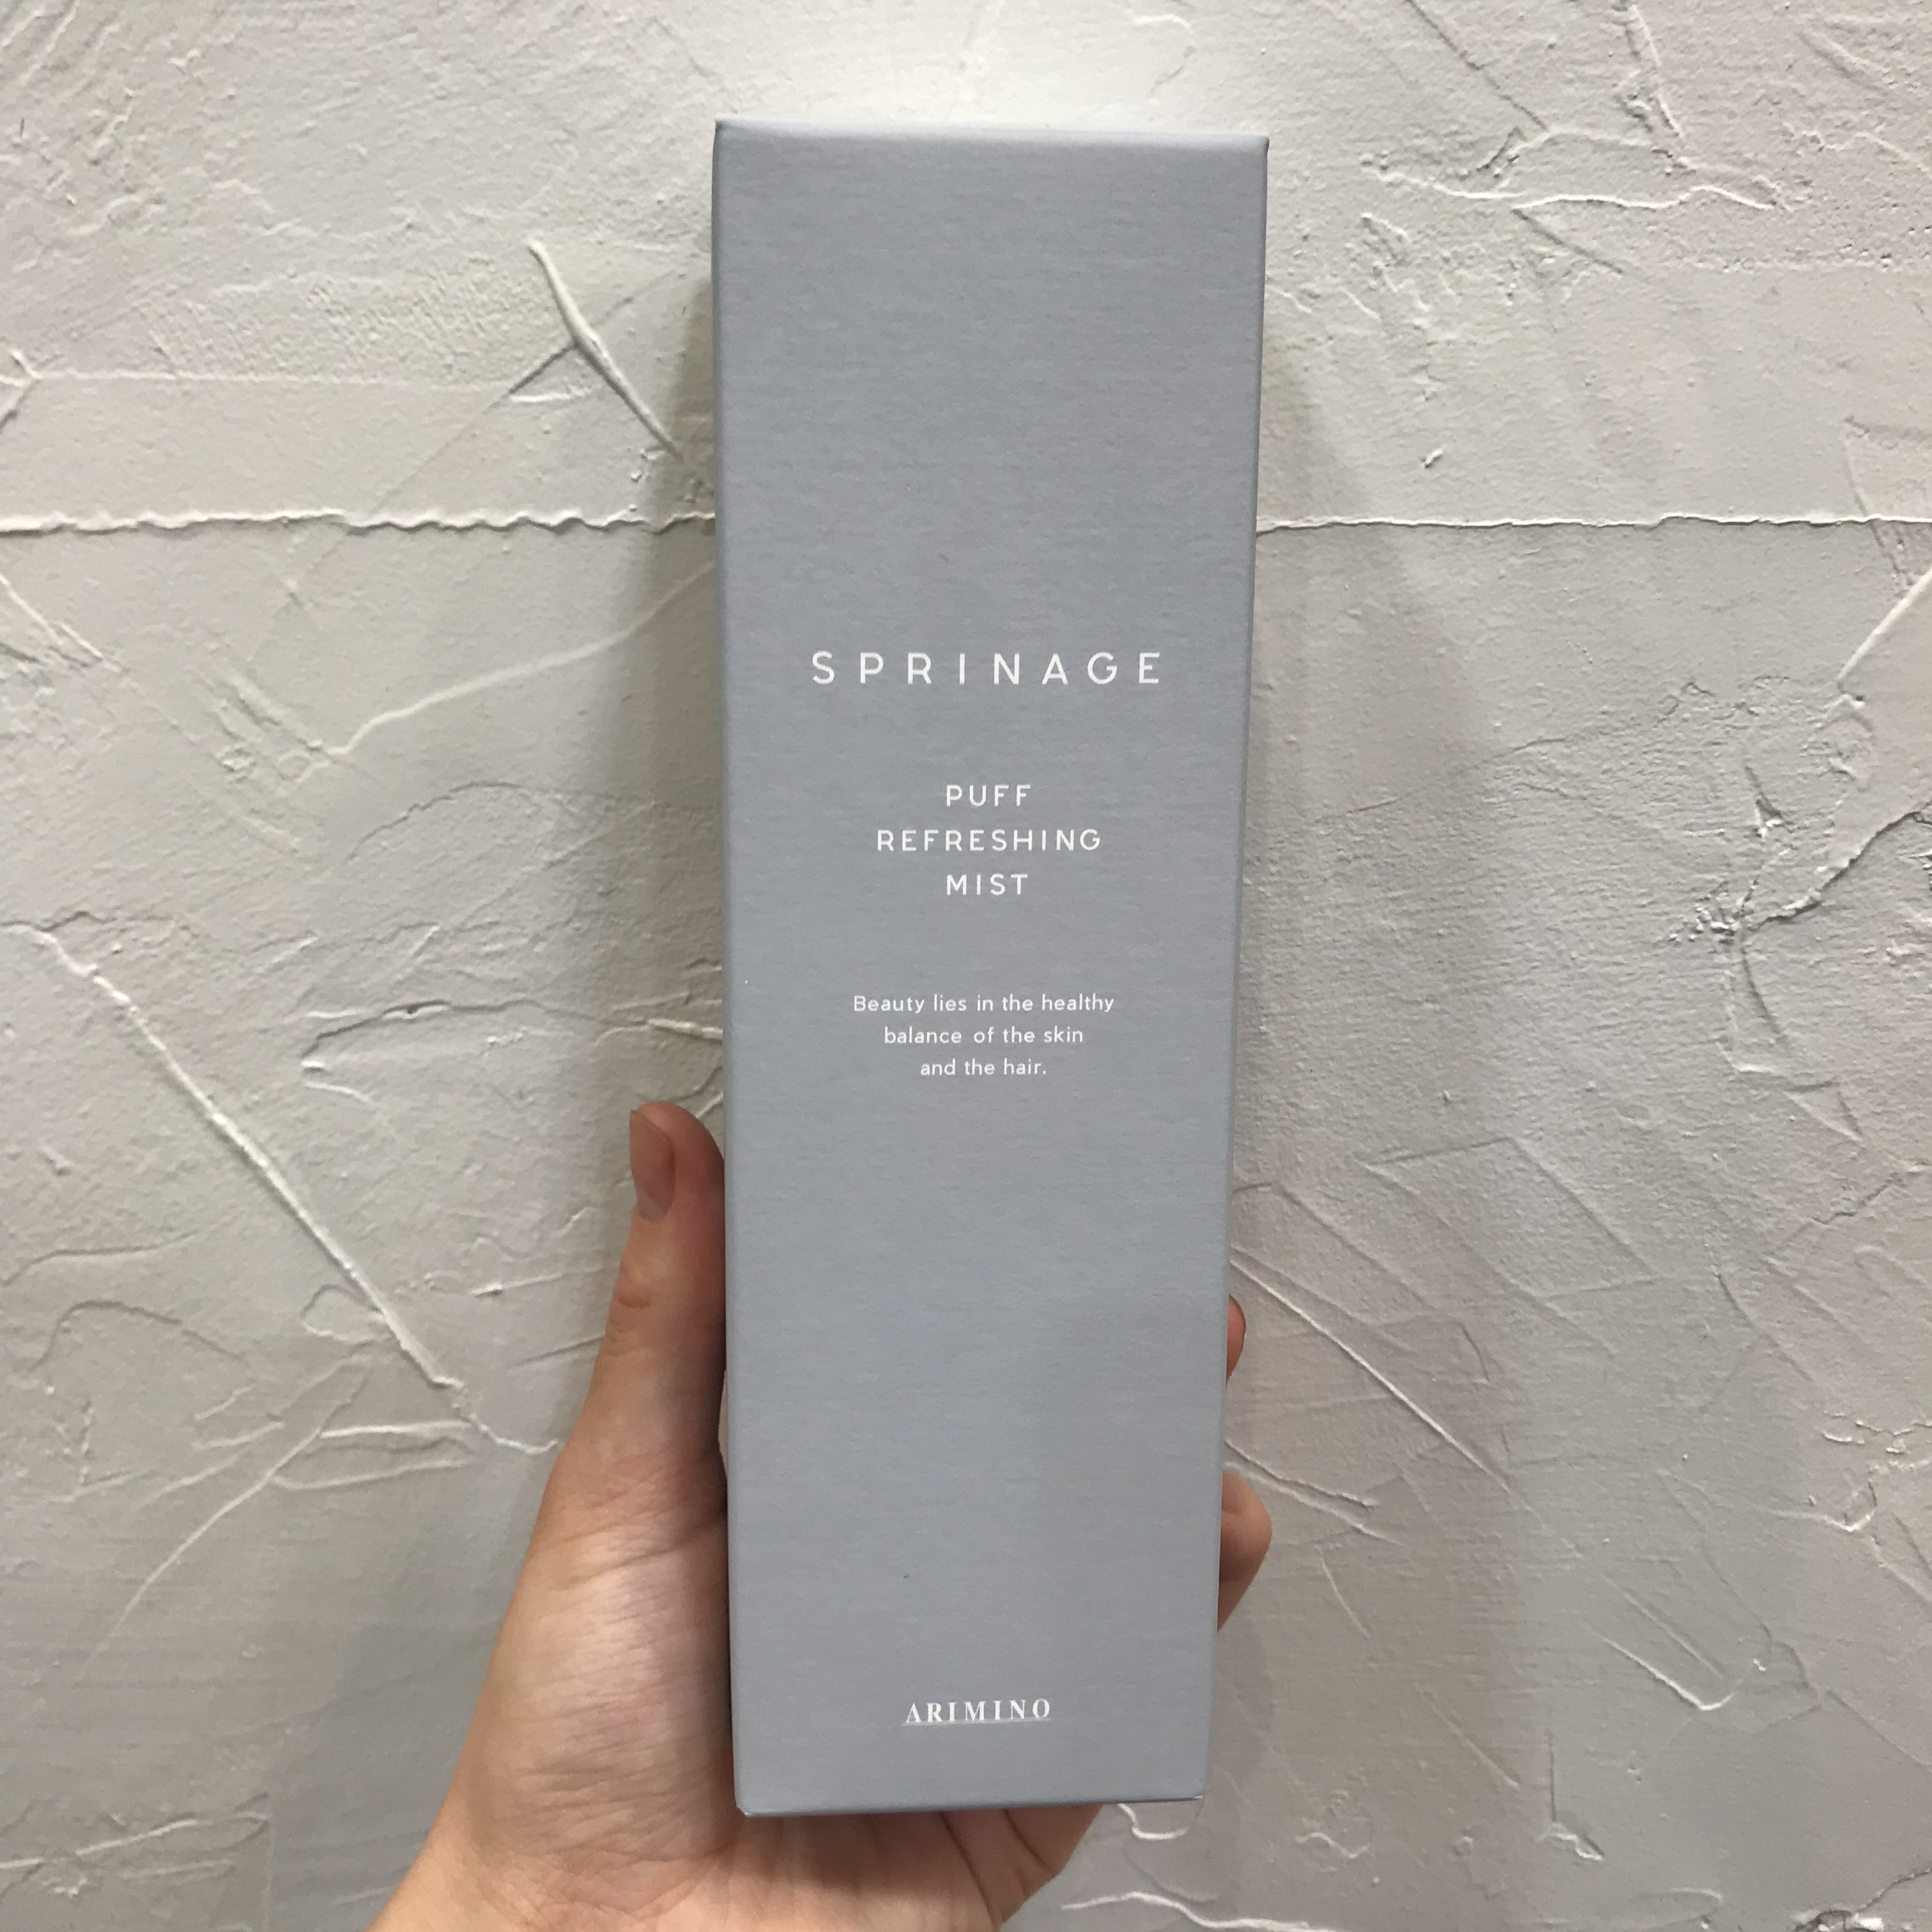 SPRINAGE
PUFF
REFRESHING
MIST
Beauty lies in the healthy
balance of the skin
and the hair.
ARIMINO